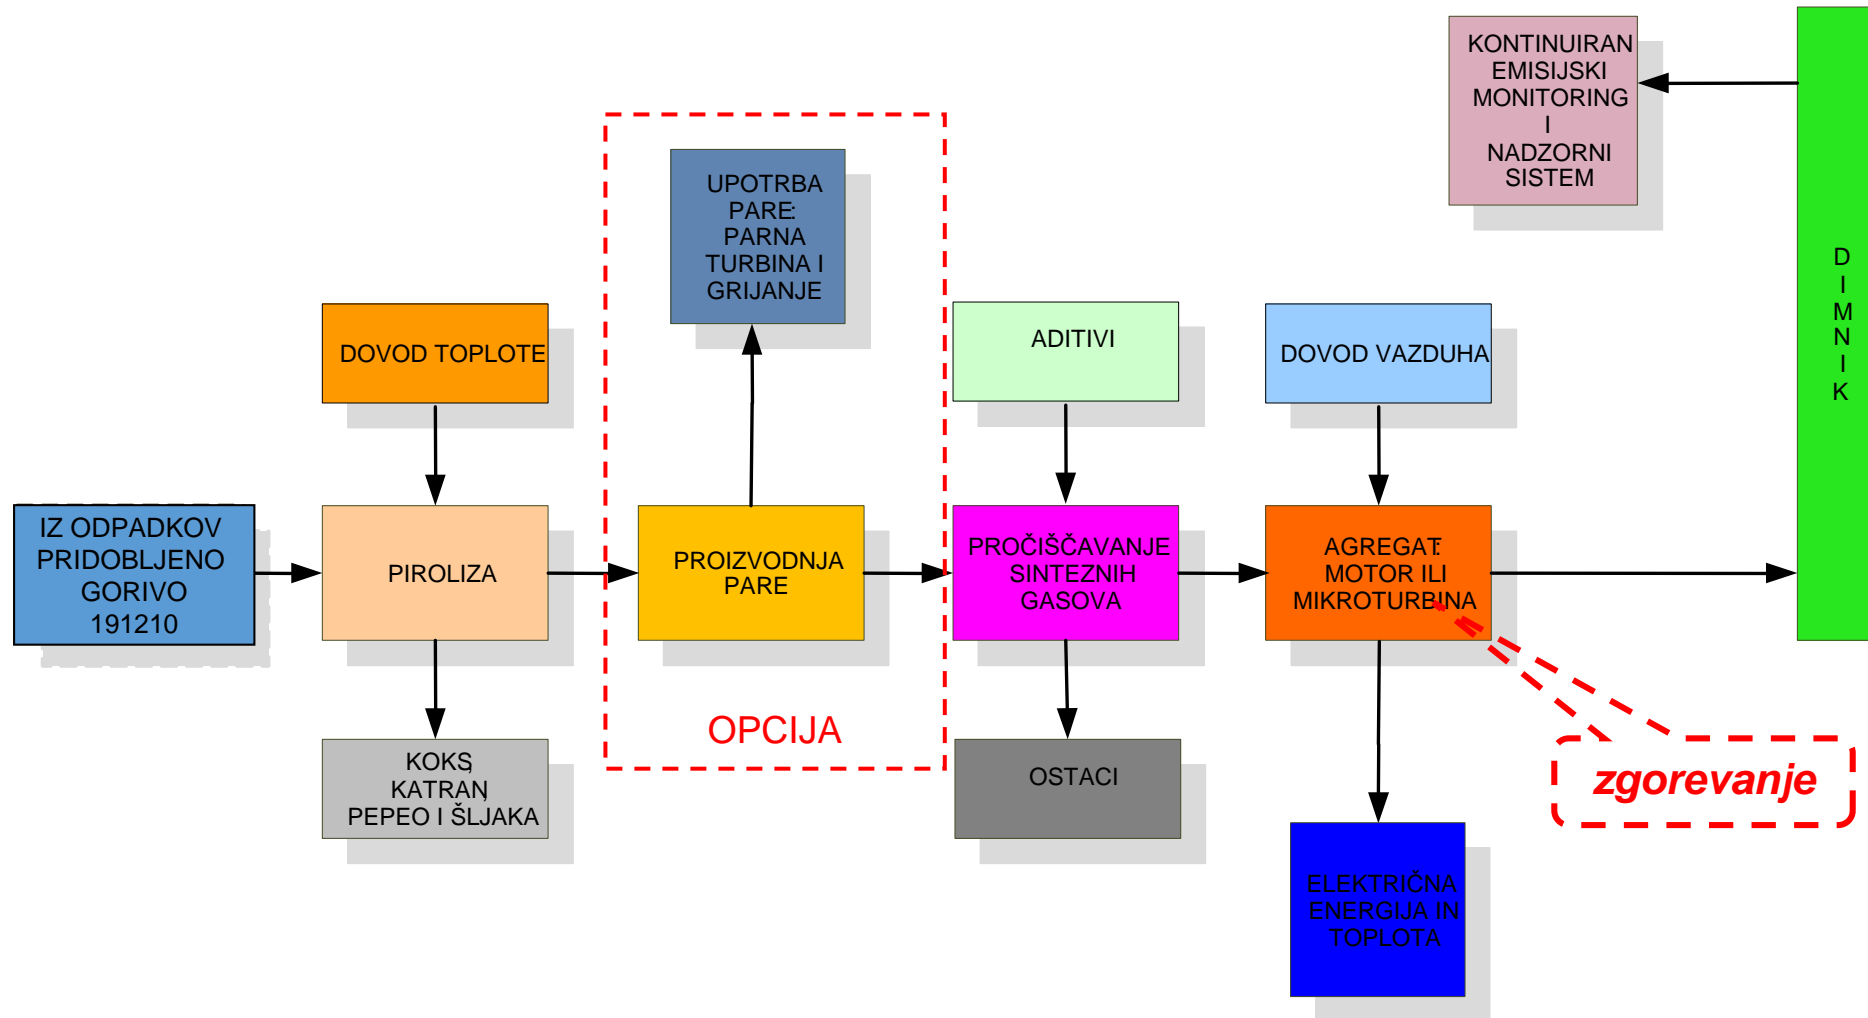 KONTINUIRAN
EMISIJSKI
MONITORING
I
NADZORNI
SISTEM
D
I
M
N
I
K
UPOTRBA
PARE:
PARNA
TURBINA I
GRIJANJE
DOVOD TOPLOTE
ADITIVI
DOVOD VAZDUHA
IZ ODPADKOV
PRIDOBLJENO
GORIVO
191210
PIROLIZA
PROIZVODNJA
PARE
PROČIŠČAVANJE
SINTEZNIH
GASOVA
AGREGAT:
MOTOR ILI
MIKROTURBINA
OPCIJA
KOKS,
KATRAN,
PEPEO I ŠLJAKA
OSTACI
zgorevanje
ELEKTRIČNA
ENERGIJA IN
TOPLOTA